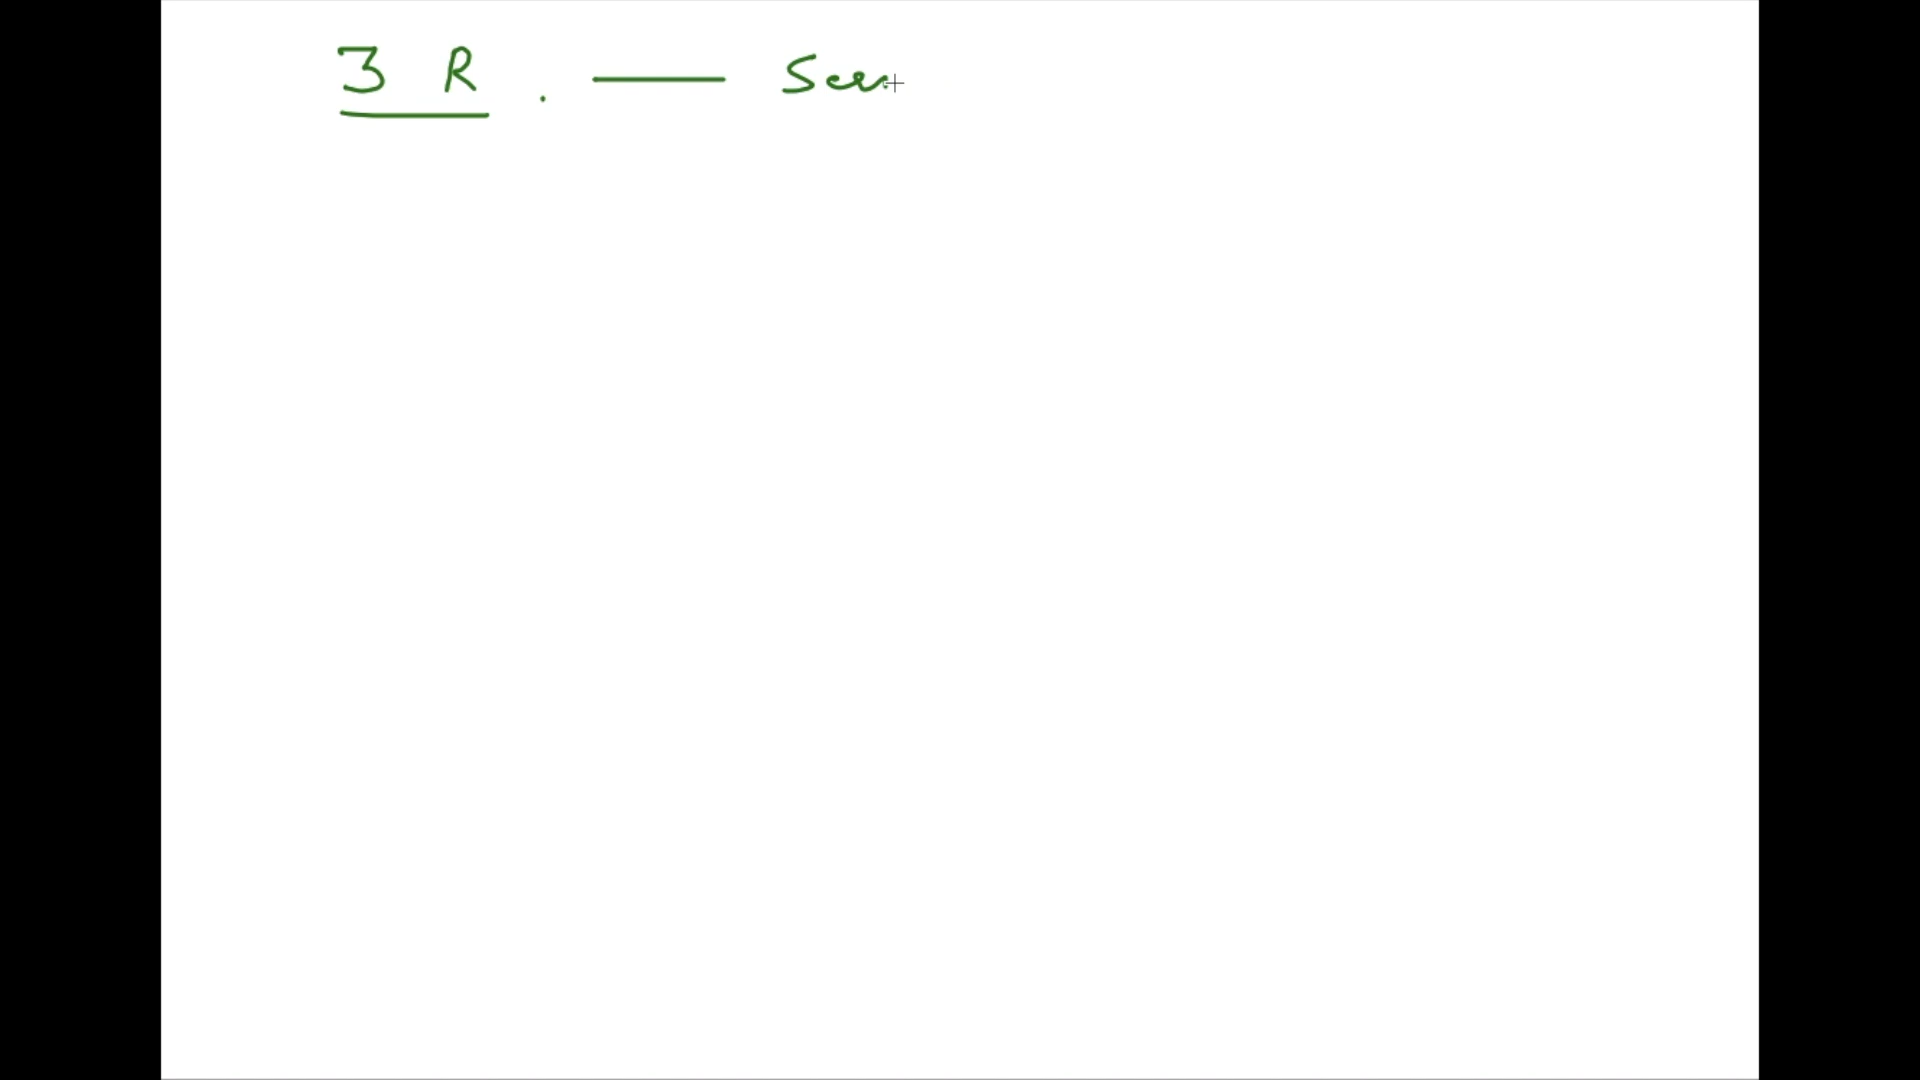 3 R . — Ser